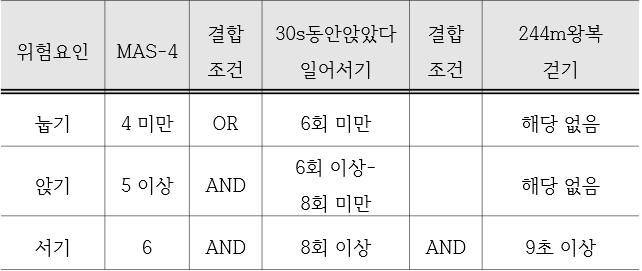 위험요인 MAS-4 결합 조건 30s동안앉았다 일어서기 결합 조건 244m왕복 걷기
눕기 4 미만 OR 6회 미만 해당 없음
앉기 5 이상 AND 6회 이상- 8회 미만 해당 없음
서기 6 AND 8회 이상 AND 9초 이상